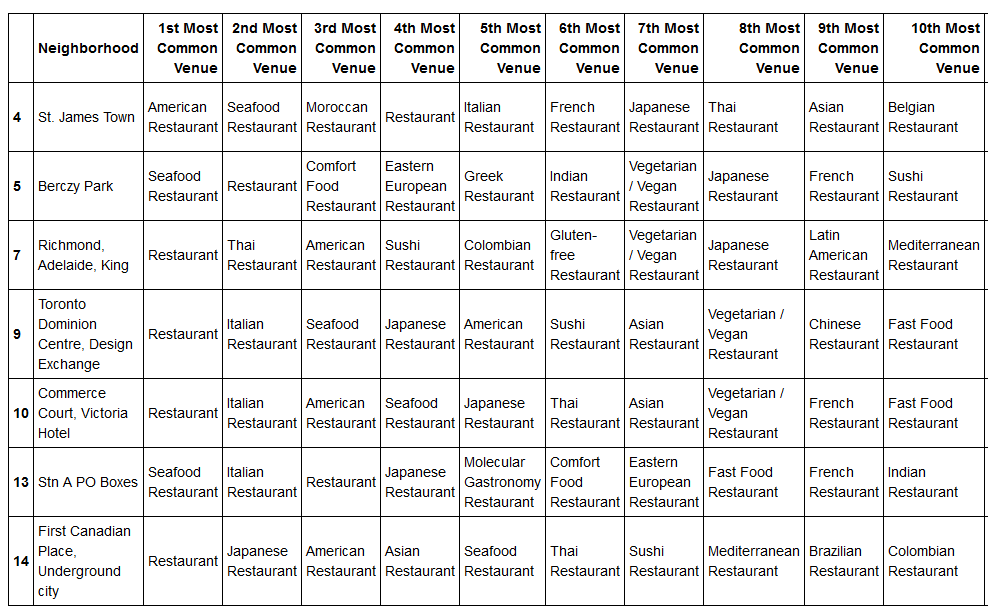 Neighborhood 1st Most Common Venue 2nd Most Common Venue 3rd Most Common Venue 4th Most Common Venue 5th Most Common Venue 6th Most Common Venue 7th Most Common Venue 8th Most Common Venue 9th Most Common Venue 10th Most Common Venue
4 St. James Town American Restaurant Seafood Restaurant Moroccan Restaurant Restaurant Italian Restaurant French Restaurant Japanese Restaurant Thai Restaurant Asian Restaurant Belgian Restaurant
5 Berczy Park Seafood Restaurant Restaurant Comfort Food Restaurant Eastern European Restaurant Greek Restaurant Indian Restaurant Vegetarian / Vegan Restaurant Japanese Restaurant French Restaurant Sushi Restaurant
7 Richmond, Adelaide, King Restaurant Thai Restaurant American Restaurant Sushi Restaurant Colombian Restaurant Gluten-free Restaurant Vegetarian / Vegan Restaurant Japanese Restaurant Latin American Restaurant Mediterranean Restaurant
9 Toronto Dominion Centre, Design Exchange Restaurant Italian Restaurant Seafood Restaurant Japanese Restaurant American Restaurant Sushi Restaurant Asian Restaurant Vegetarian / Vegan Restaurant Chinese Restaurant Fast Food Restaurant
10 Commerce Court, Victoria Hotel Restaurant Italian Restaurant American Restaurant Seafood Restaurant Japanese Restaurant Thai Restaurant Asian Restaurant Vegetarian / Vegan Restaurant French Restaurant Fast Food Restaurant
13 Stn A PO Boxes Seafood Restaurant Italian Restaurant Restaurant Japanese Restaurant Molecular Gastronomy Restaurant Comfort Food Restaurant Eastern European Restaurant Fast Food Restaurant French Restaurant Indian Restaurant
14 First Canadian Place, Underground city Restaurant Japanese Restaurant American Restaurant Asian Restaurant Seafood Restaurant Thai Restaurant Sushi Restaurant Mediterranean Restaurant Brazilian Restaurant Colombian Restaurant